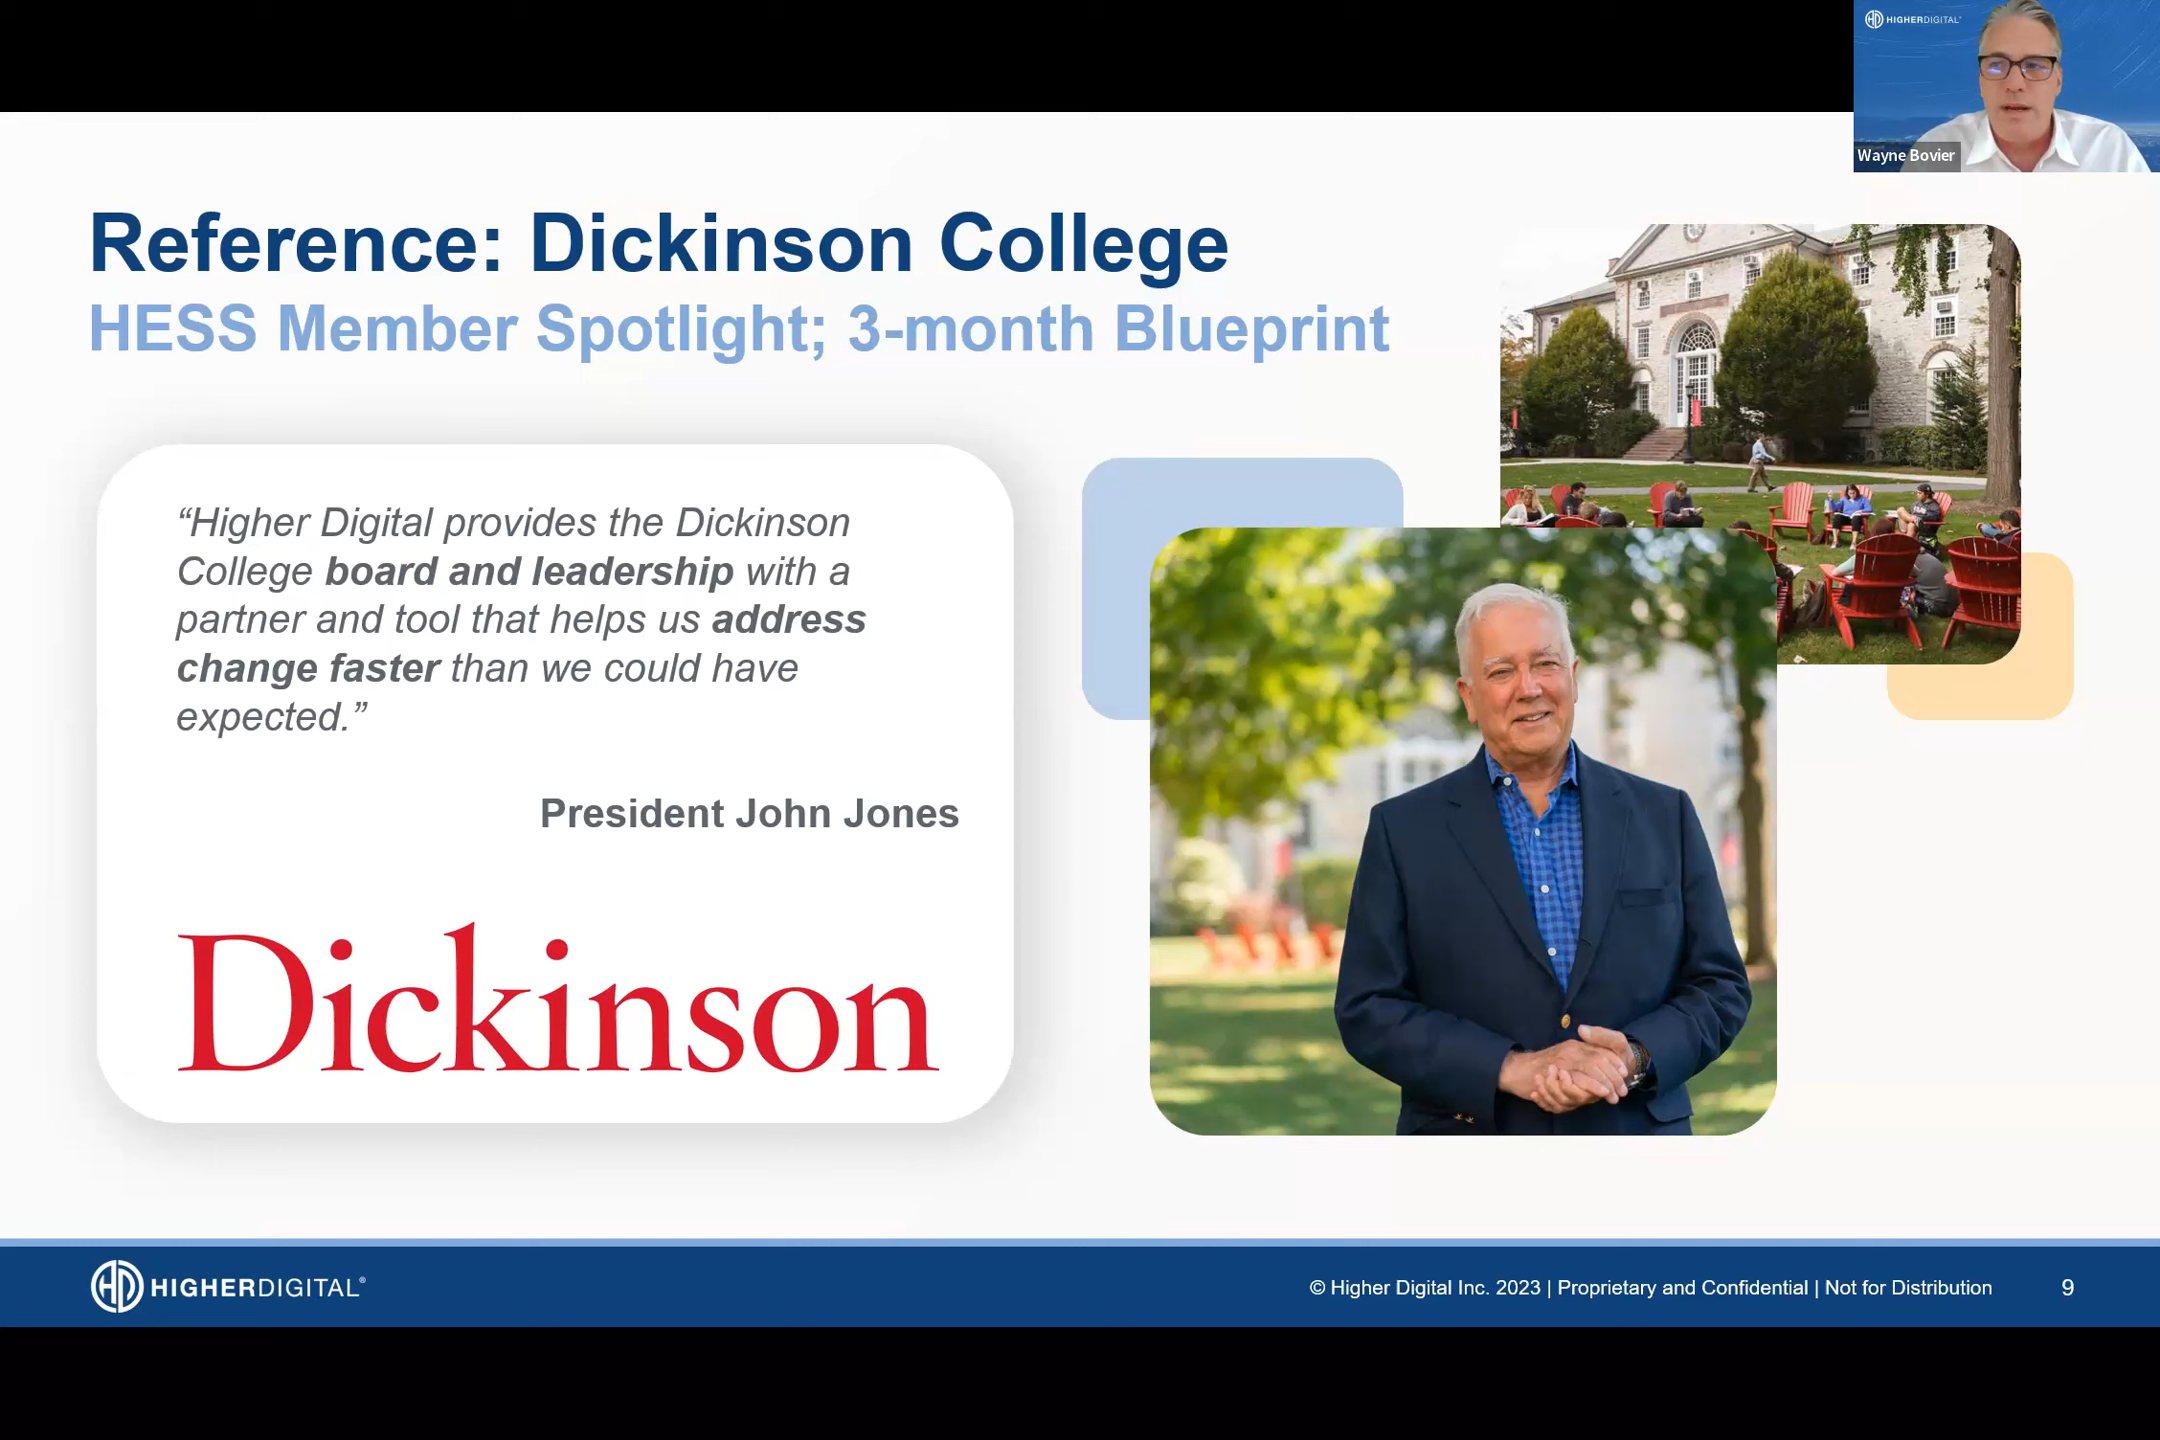 HIGHERDIGITAL
Wayne Bovier
Reference: Dickinson College
HESS Member Spotlight; 3-month Blueprint
“Higher Digital provides the Dickinson
College board and leadership with a
partner and tool that helps us address
change faster than we could have
expected.”
President John Jones
Dickinson
HIGHERDIGITAL®
© Higher Digital Inc. 2023 | Proprietary and Confidential | Not for Distribution
9